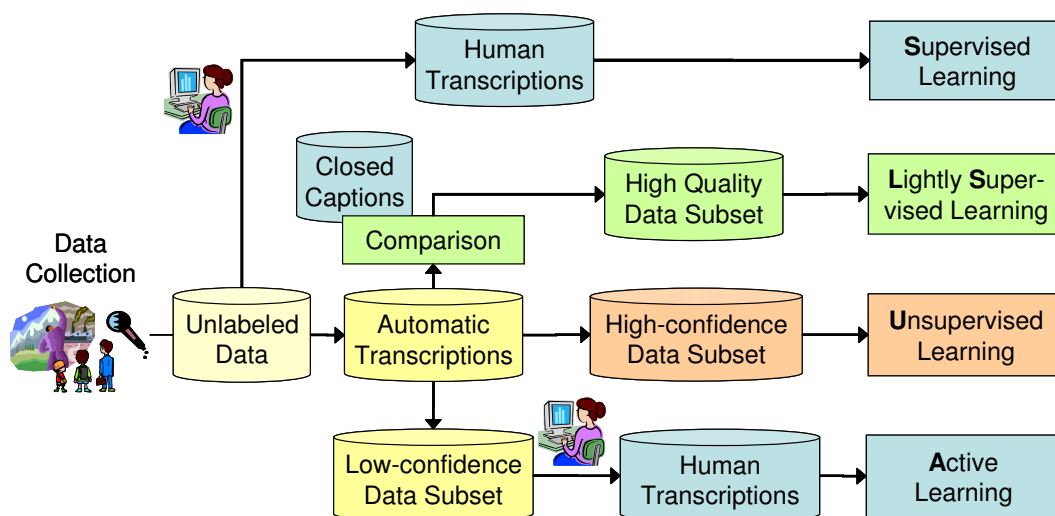 Human
Transcriptions
Supervised
Learning
Closed
Captions
Comparison
High Quality
Data Subset
Lightly Super-
vised Learning
Data
Collection
Unlabeled
Data
Automatic
Transcriptions
High-confidence
Data Subset
Unsupervised
Learning
Low-confidence
Data Subset
Human
Transcriptions
Active
Learning